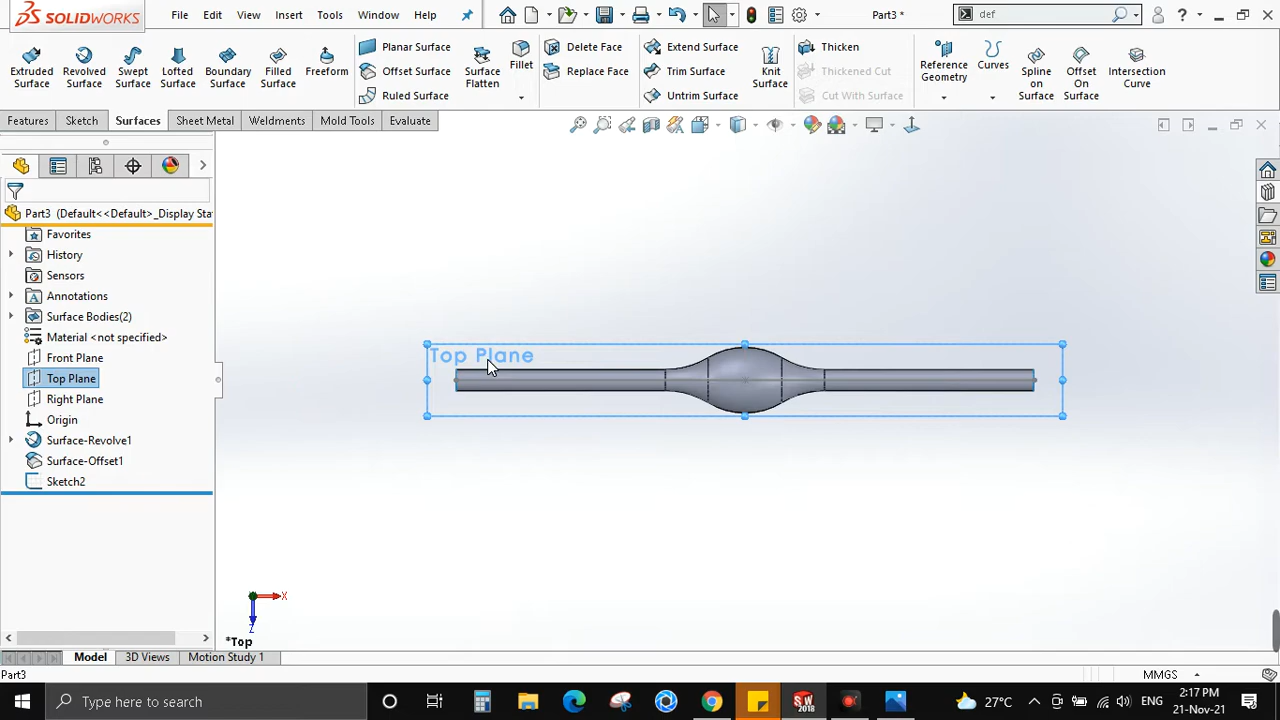 SOLIDWORKS File Edit View Insert Tools Window Help Part3 * def ?
Extruded Surface
Revolved Surface
Swept Surface
Lofted Surface
Boundary Surface
Filled Surface
Freeform
Planar Surface
Offset Surface
Ruled Surface
Surface Flatten
Fillet
Delete Face
Replace Face
Extend Surface
Trim Surface
Untrim Surface
Knit Surface
Thicken
Thickened Cut
Cut With Surface
Reference Geometry
Curves
Spline on Surface
Offset On Surface
Intersection Curve
Features Sketch Surfaces Sheet Metal Weldments Mold Tools Evaluate
Part3 (Default<<Default>_Display Sta
Favorites
History
Sensors
Annotations
Surface Bodies(2)
Material <not specified>
Front Plane
Top Plane
Right Plane
Origin
Surface-Revolve1
Surface-Offset1
Sketch2
Top Plane
X
Z
*Top
Model 3D Views Motion Study 1
Part3 MMGS
Type here to search
SW 2018
27°C ENG 2:17 PM
21-Nov-21